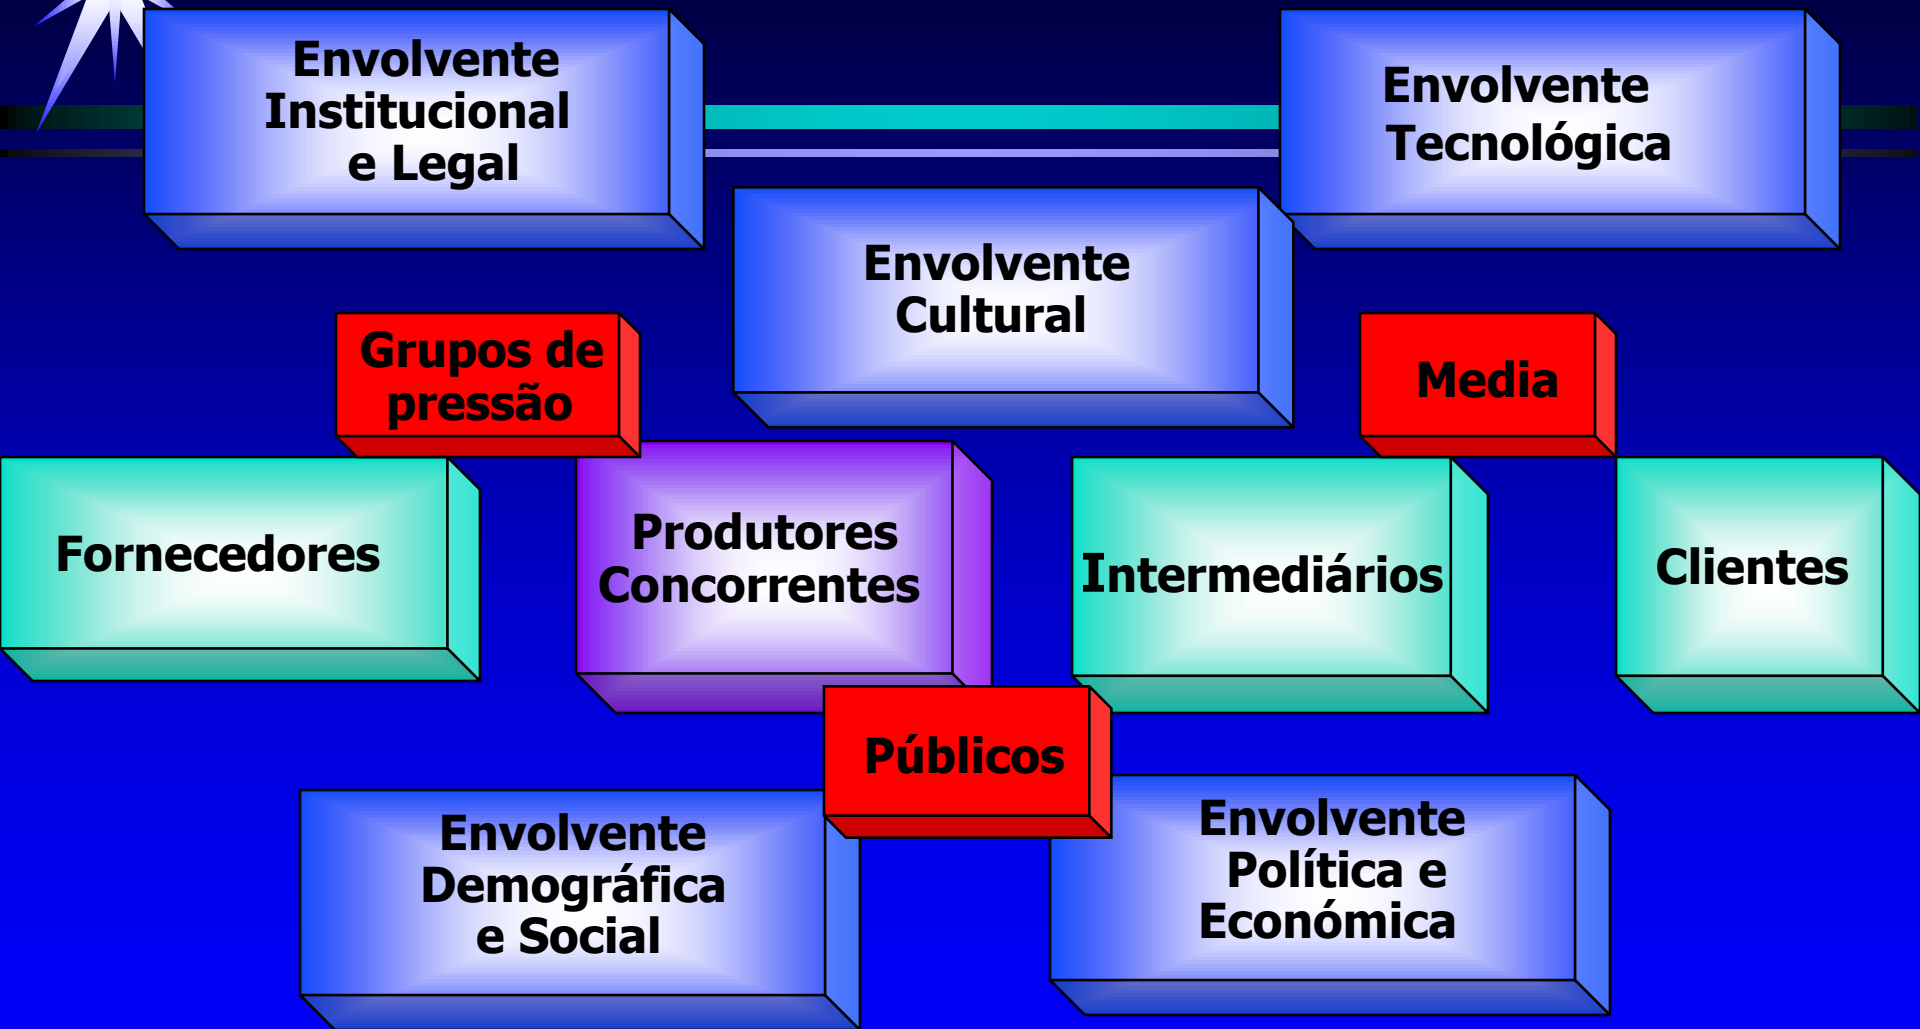 Envolvente
Institucional
e Legal
Envolvente
Tecnológica
Envolvente
Cultural
Grupos de
pressão
Media
Fornecedores
Produtores
Concorrentes
Intermediários
Clientes
Públicos
Envolvente
Demográfica
e Social
Envolvente
Política e
Económica